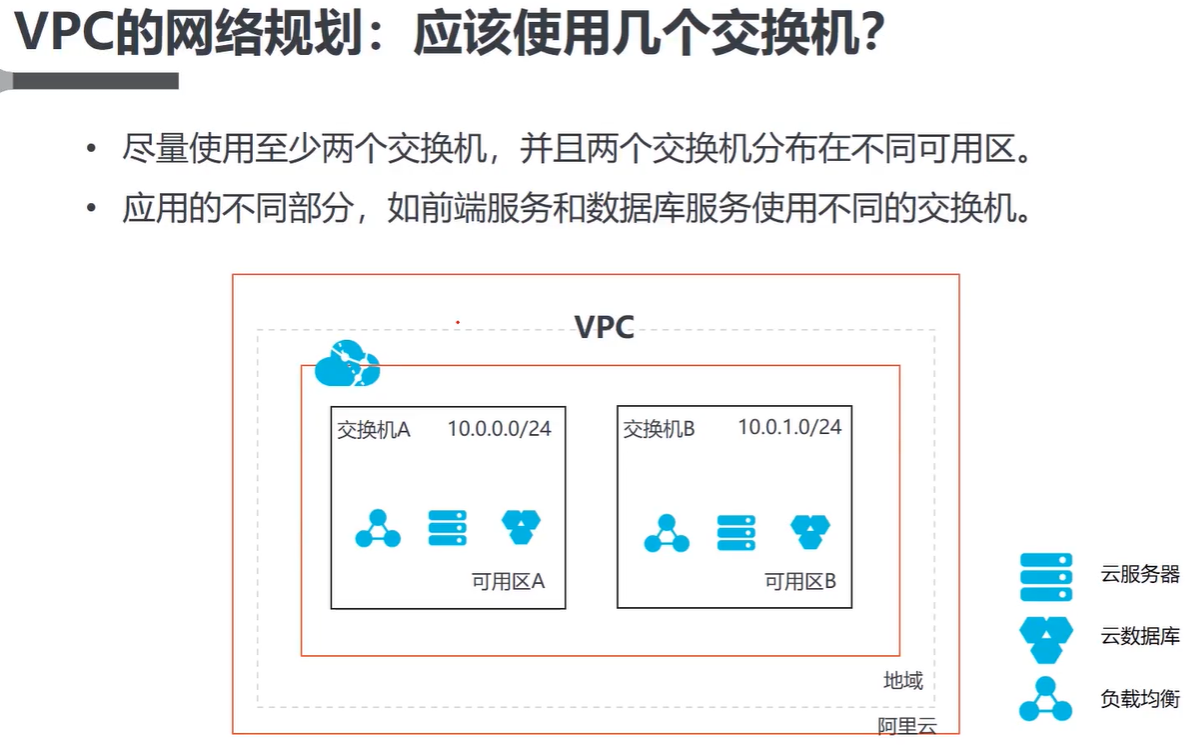 VPC的网络规划：应该使用几个交换机？
• 尽量使用至少两个交换机，并且两个交换机分布在不同可用区。
• 应用的不同部分，如前端服务和数据库服务使用不同的交换机。
VPC
交换机A 10.0.0.0/24
交换机B 10.0.1.0/24
可用区A
可用区B
地域
阿里云
云服务器
云数据库
负载均衡